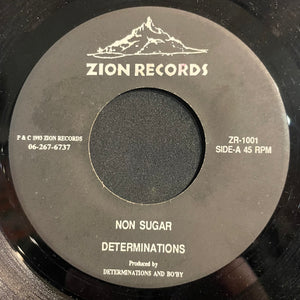 ZION RECORDS
P & C 1993 ZION RECORDS
06-267-6737
ZR-1001
SIDE-A 45 RPM
NON SUGAR
DETERMINATIONS
Produced by
DETERMINATIONS AND BO'BY